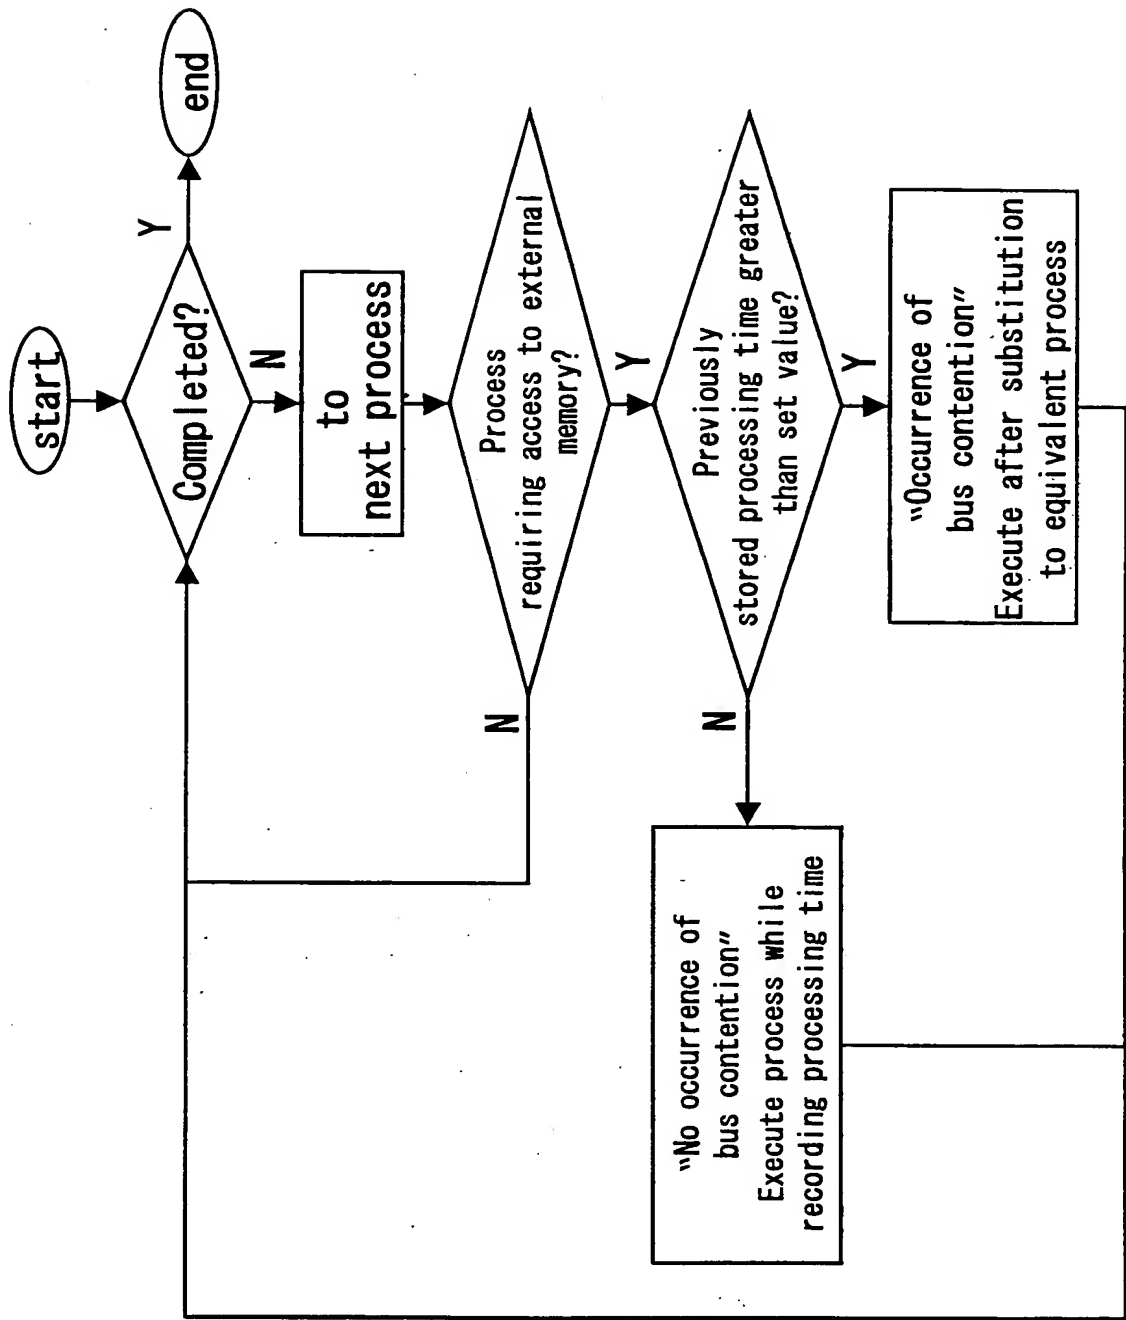 start
Completed?
Y
end
N
to
next process
Process
requiring access to external
memory?
N
Y
Previously
stored processing time greater
than set value?
N
Y
"No occurrence of
bus contention"
Execute process while
recording processing time
"Occurrence of
bus contention"
Execute after substitution
to equivalent process